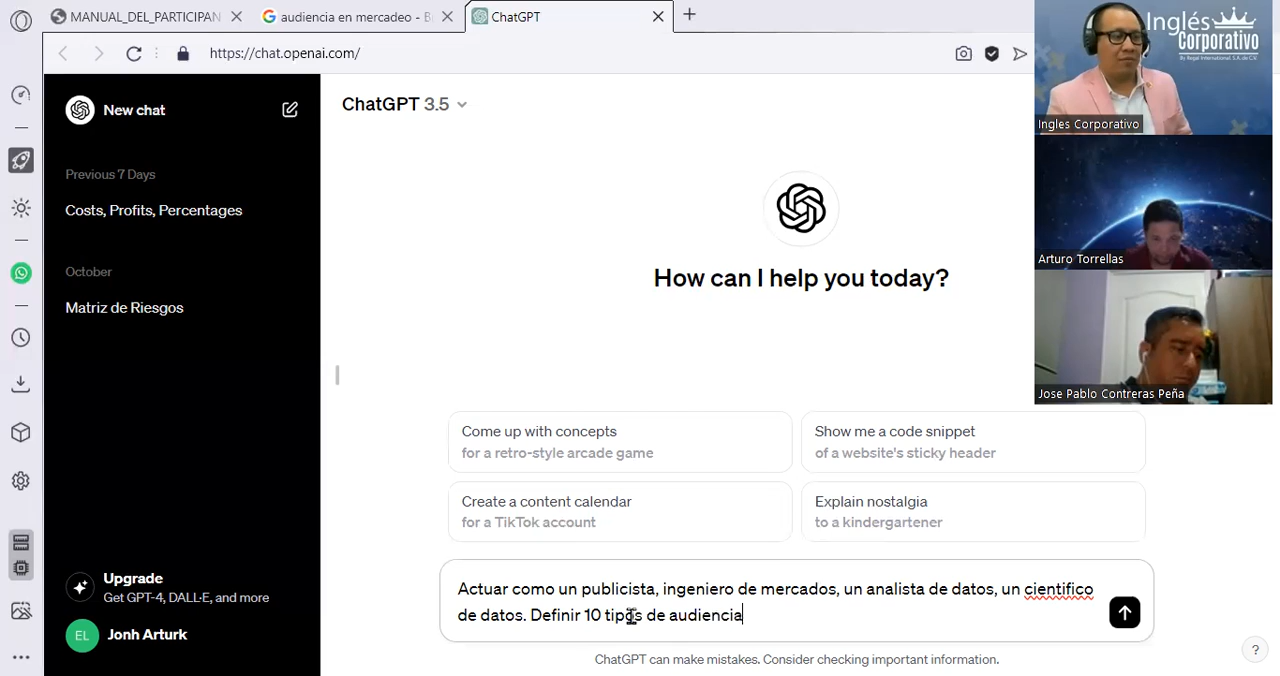 MANUAL_DEL_PARTICIPAN
audiencia en mercadeo - B
ChatGPT
https://chat.openai.com/
New chat
Previous 7 Days
Costs, Profits, Percentages
October
Matriz de Riesgos
Upgrade
Get GPT-4, DALL·E, and more
EL
Jonh Arturk
ChatGPT 3.5
How can I help you today?
Come up with concepts
for a retro-style arcade game
Show me a code snippet
of a website's sticky header
Create a content calendar
for a TikTok account
Explain nostalgia
to a kindergartener
Actuar como un publicista, ingeniero de mercados, un analista de datos, un cientifico
de datos. Definir 10 tipos de audiencia
ChatGPT can make mistakes. Consider checking important information.
?
Inglés
Corporativo
By Regal International, S.A. de C.V.
Ingles Corporativo
Arturo Torrellas
Jose Pablo Contreras Peña